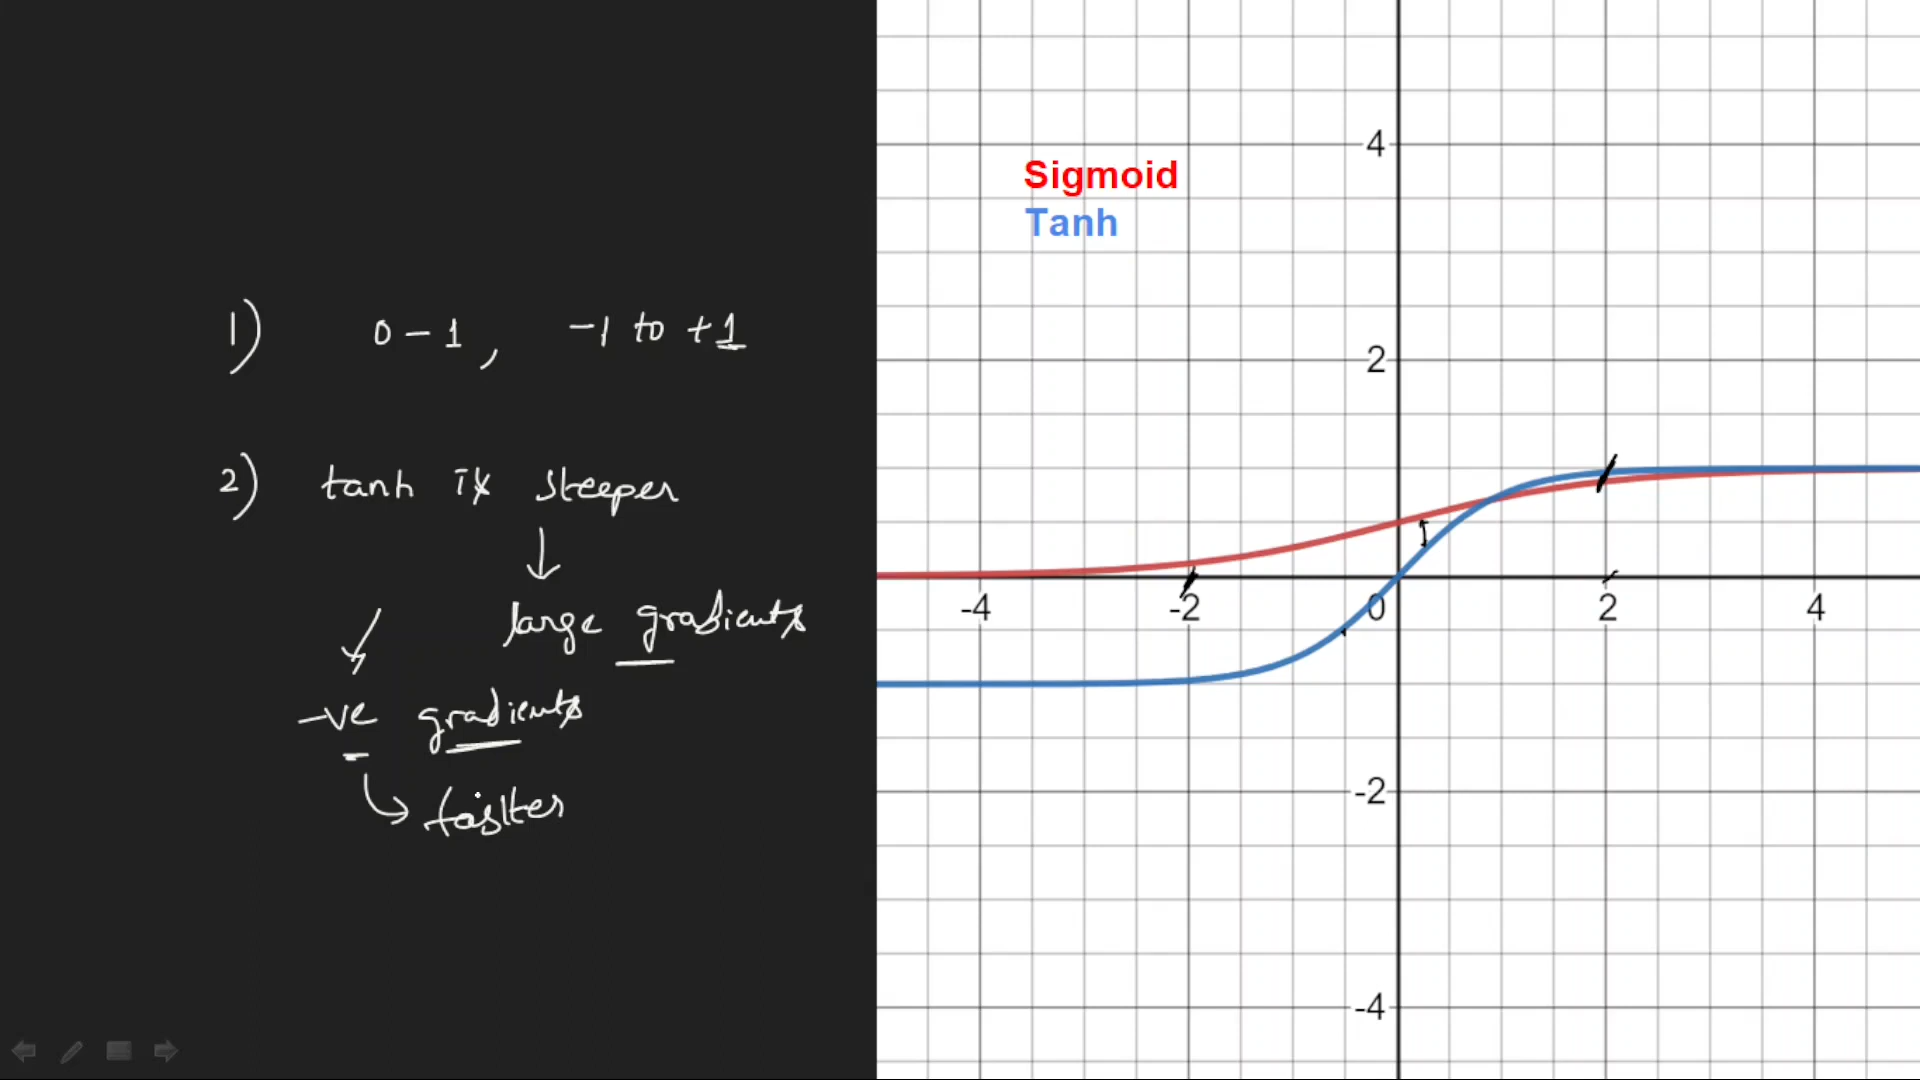 1) 0 - 1 , -1 to +1
2) tanh is steeper
large gradients
-ve gradients
faster
Sigmoid
Tanh
4
2
-4 -2 0 2 4
-2
-4